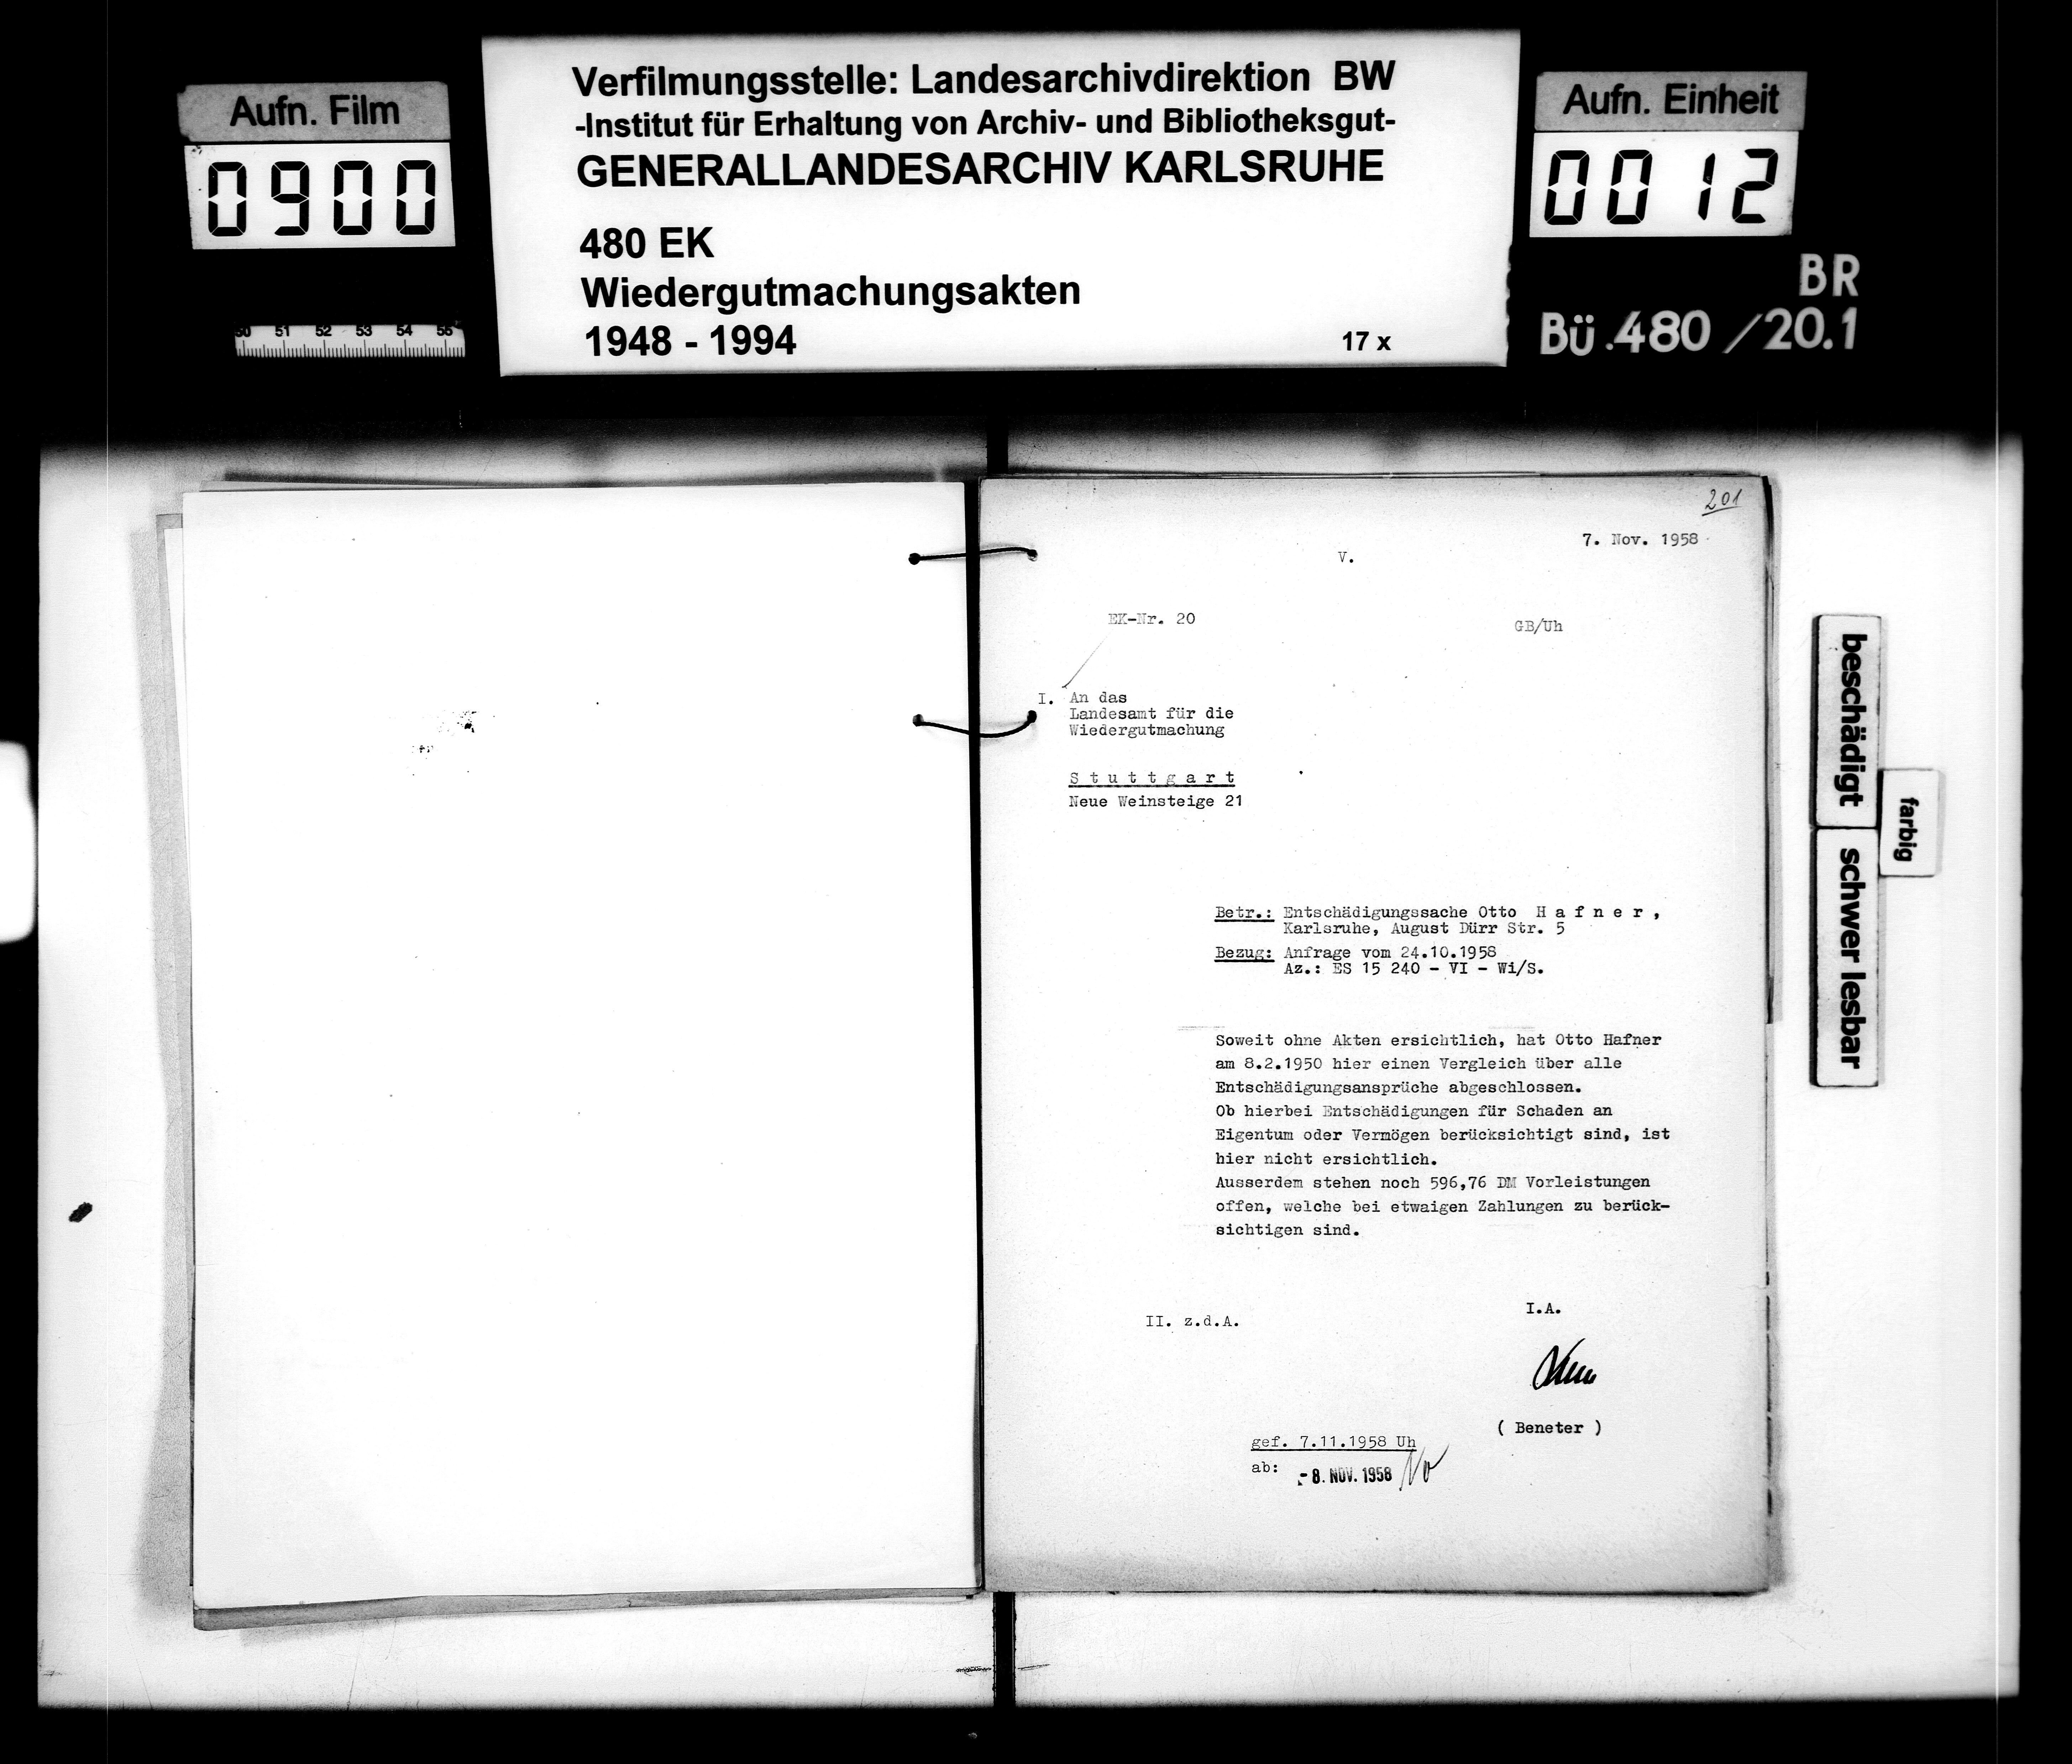 Aufn. Film
0900
Verfilmungsstelle: Landesarchivdirektion BW
-Institut für Erhaltung von Archiv- und Bibliotheksgut-
GENERALLANDESARCHIV KARLSRUHE
480 EK
Wiedergutmachungsakten
1948 - 1994
17 x
Aufn. Einheit
0012
BR
Bü.480/20.1
50 51 52 53 54 55
201
7. Nov. 1958
V.
EK-Nr. 20
GB/Uh
I. An das
Landesamt für die
Wiedergutmachung
S t u t t g a r t
Neue Weinsteige 21
Betr.: Entschädigungssache Otto H a f n e r ,
Karlsruhe, August Dürr Str. 5
Bezug: Anfrage vom 24.10.1958
Az.: ES 15 240 - VI - Wi/S.
Soweit ohne Akten ersichtlich, hat Otto Hafner
am 8.2.1950 hier einen Vergleich über alle
Entschädigungsansprüche abgeschlossen.
Ob hierbei Entschädigungen für Schaden an
Eigentum oder Vermögen berücksichtigt sind, ist
hier nicht ersichtlich.
Ausserdem stehen noch 596,76 DM Vorleistungen
offen, welche bei etwaigen Zahlungen zu berück-
sichtigen sind.
I.A.
II. z.d.A.
( Beneter )
gef. 7.11.1958 Uh
ab: - 8. NOV. 1958
beschädigt
farbig
schwer lesbar